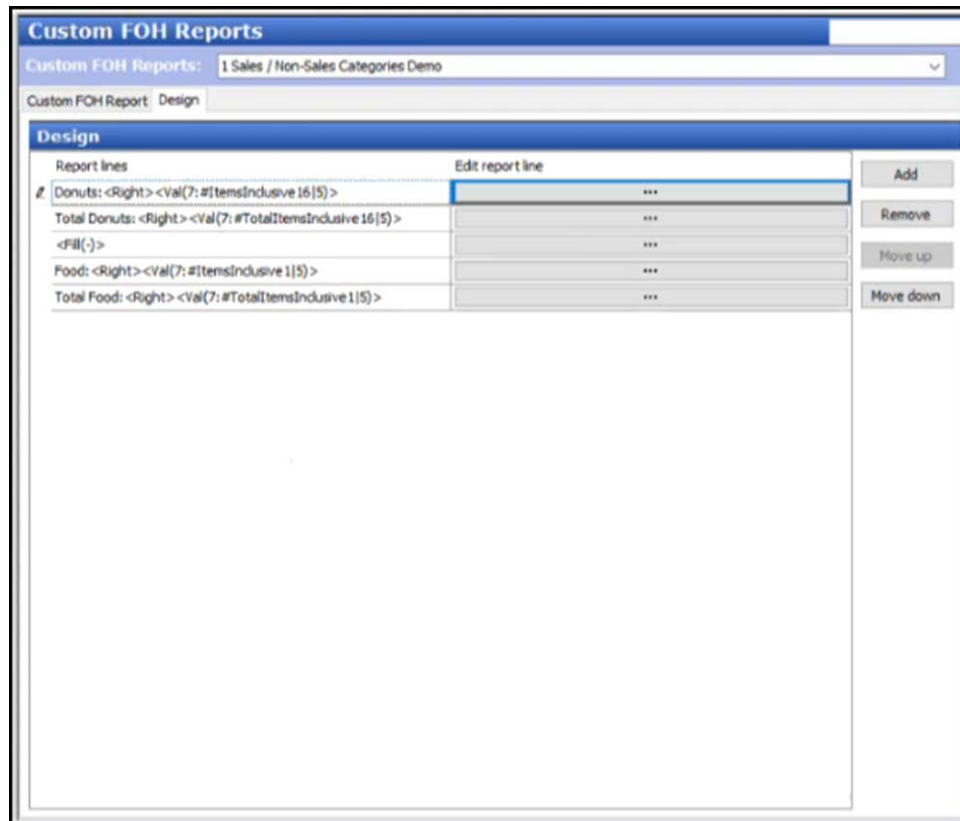 Custom FOH Reports
Custom FOH Reports: 1 Sales / Non-Sales Categories Demo
Custom FOH Report Design
Design
Report lines Edit report line
Add
Donuts: <Right><Val(7: #ItemsInclusive 16|5)> ...
Total Donuts: <Right><Val(7: #TotalItemsInclusive 16|5)> ...
Remove
<Fill(-)> ...
Move up
Food: <Right><Val(7: #ItemsInclusive 1|5)> ...
Total Food: <Right><Val(7: #TotalItemsInclusive 1|5)> ...
Move down